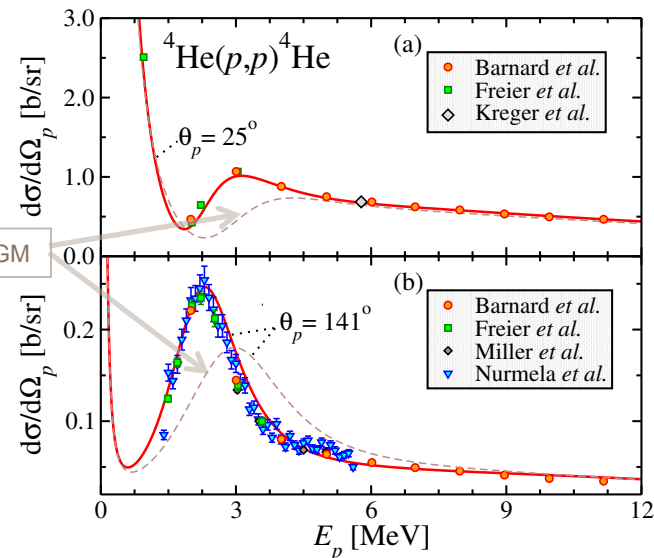 3.0
2.0
1.0
0.0
dσ/dΩp [b/sr]
⁴He(p,p)⁴He
(a)
Barnard et al.
Freier et al.
Kreger et al.
θp = 25°
GM
0.2
0.1
0.0
dσ/dΩp [b/sr]
(b)
Barnard et al.
Freier et al.
Miller et al.
Nurmela et al.
θp = 141°
0 3 6 9 12
Ep [MeV]